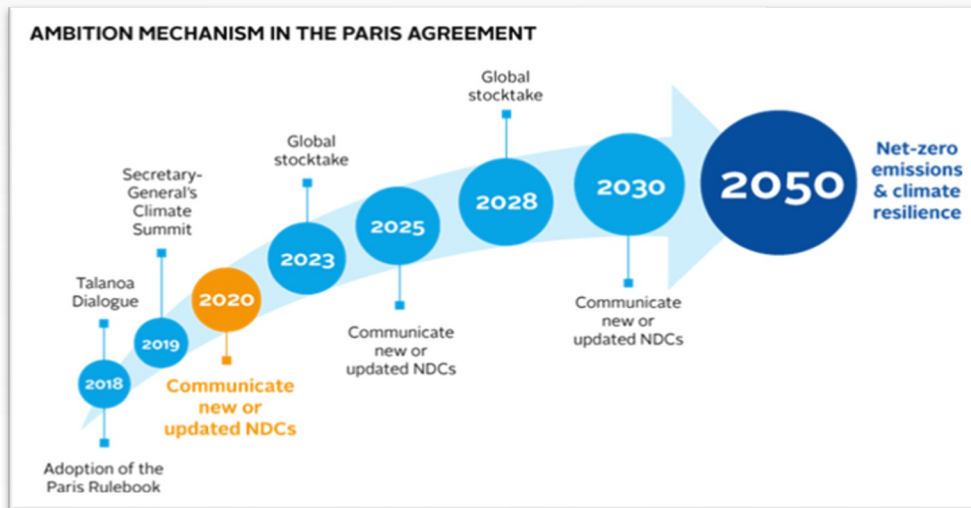 AMBITION MECHANISM IN THE PARIS AGREEMENT
Talanoa
Dialogue
2018
Adoption of the
Paris Rulebook
Secretary-
General's
Climate
Summit
2019
2020
Communicate
new or
updated NDCs
Global
stocktake
2023
2025
Communicate
new or
updated NDCs
Global
stocktake
2028
2030
Communicate
new or
updated NDCs
2050
Net-zero
emissions
& climate
resilience